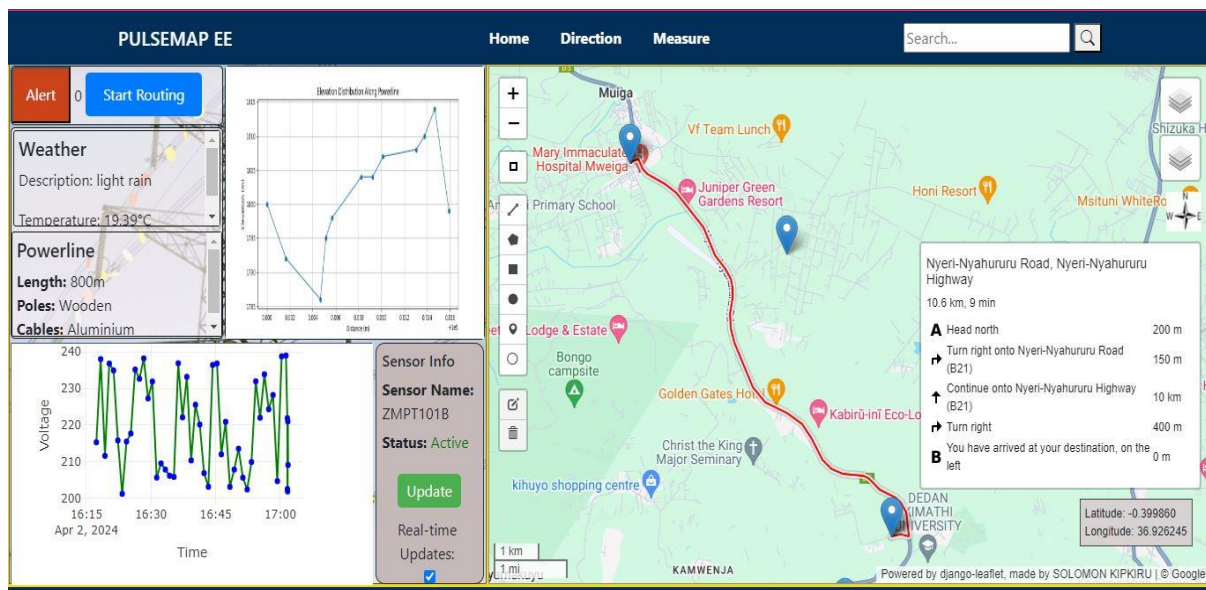 PULSEMAP EE
Home Direction Measure
Search...
Alert 0 Start Routing
Weather
Description: light rain
Temperature: 19.39°C
Powerline
Length: 800m
Poles: Wooden
Cables: Aluminium
Elevation Distribution Along Powerline
Distance (m)
240
230
220
210
200
Voltage
16:15 16:30 16:45 17:00
Apr 2, 2024
Time
Sensor Info
Sensor Name:
ZMPT101B
Status: Active
Update
Real-time
Updates:
+
−
Muiga
Vf Team Lunch
Shizuka
Mary Immaculate
Hospital Mweiga
Juniper Green
Gardens Resort
Honi Resort
Msituni WhiteRo
Primary School
W E
Lodge & Estate
Bongo
campsite
Golden Gates Hotel
Kabirũ-inĩ Eco-Lo
Christ the King
Major Seminary
kihuyo shopping centre
DEDAN
KIMATHI
UNIVERSITY
KAMWENJA
1 km
1 mi
Nyeri-Nyahururu Road, Nyeri-Nyahururu
Highway
10.6 km, 9 min
A Head north 200 m
Turn right onto Nyeri-Nyahururu Road
(B21) 150 m
Continue onto Nyeri-Nyahururu Highway
(B21) 10 km
Turn right 400 m
B You have arrived at your destination, on the
left 0 m
Latitude: -0.399860
Longitude: 36.926245
Powered by django-leaflet, made by SOLOMON KIPKIRU | © Google